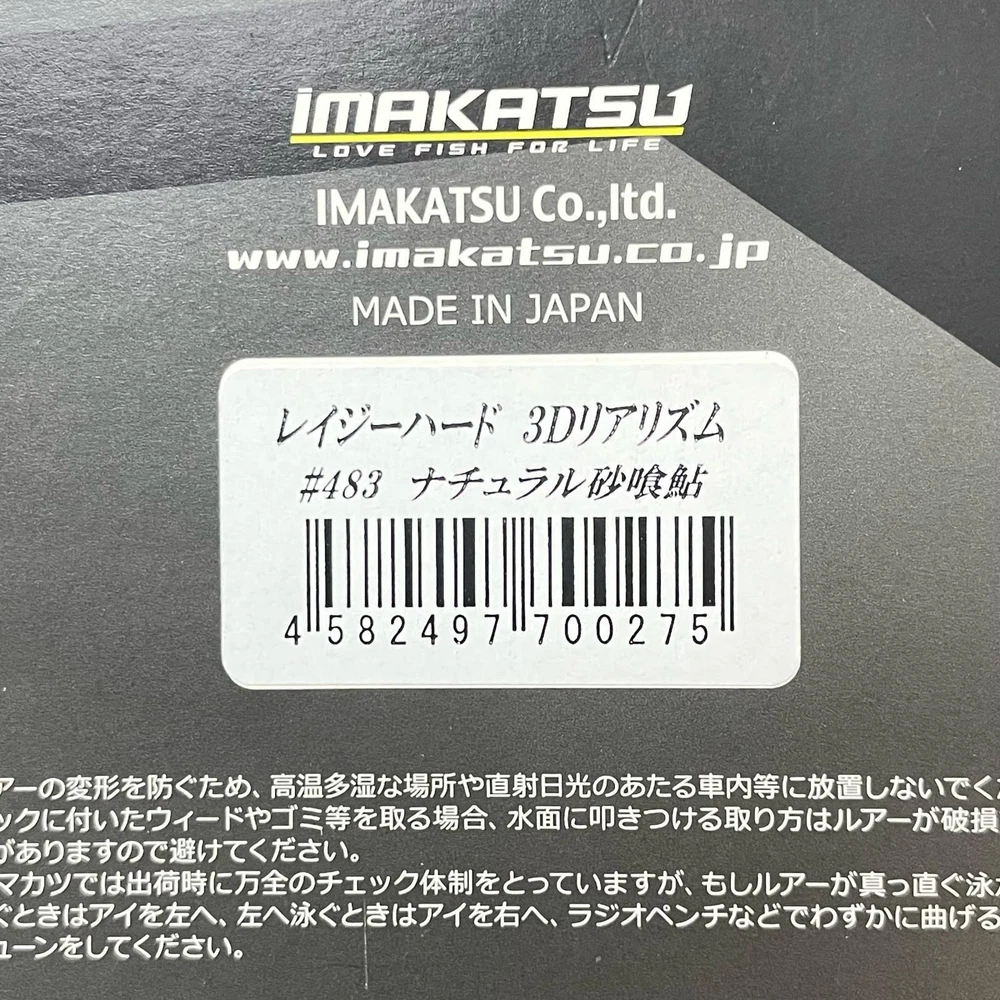 IMAKATSU
LOVE FISH FOR LIFE
IMAKATSU Co.,ltd.
www.imakatsu.co.jp
MADE IN JAPAN
レイジーハード 3Dリアリズム
#483 ナチュラル砂喰鮎
4 582497 700275
アーの変形を防ぐため、高温多湿な場所や直射日光のあたる車内等に放置しないでく
ックに付いたウィードやゴミ等を取る場合、水面に叩きつける取り方はルアーが破損
がありますので避けてください。
マカツでは出荷時に万全のチェック体制をとっていますが、もしルアーが真っ直ぐ泳
ぐときはアイを左へ、左へ泳ぐときはアイを右へ、ラジオペンチなどでわずかに曲げる
ューンをしてください。